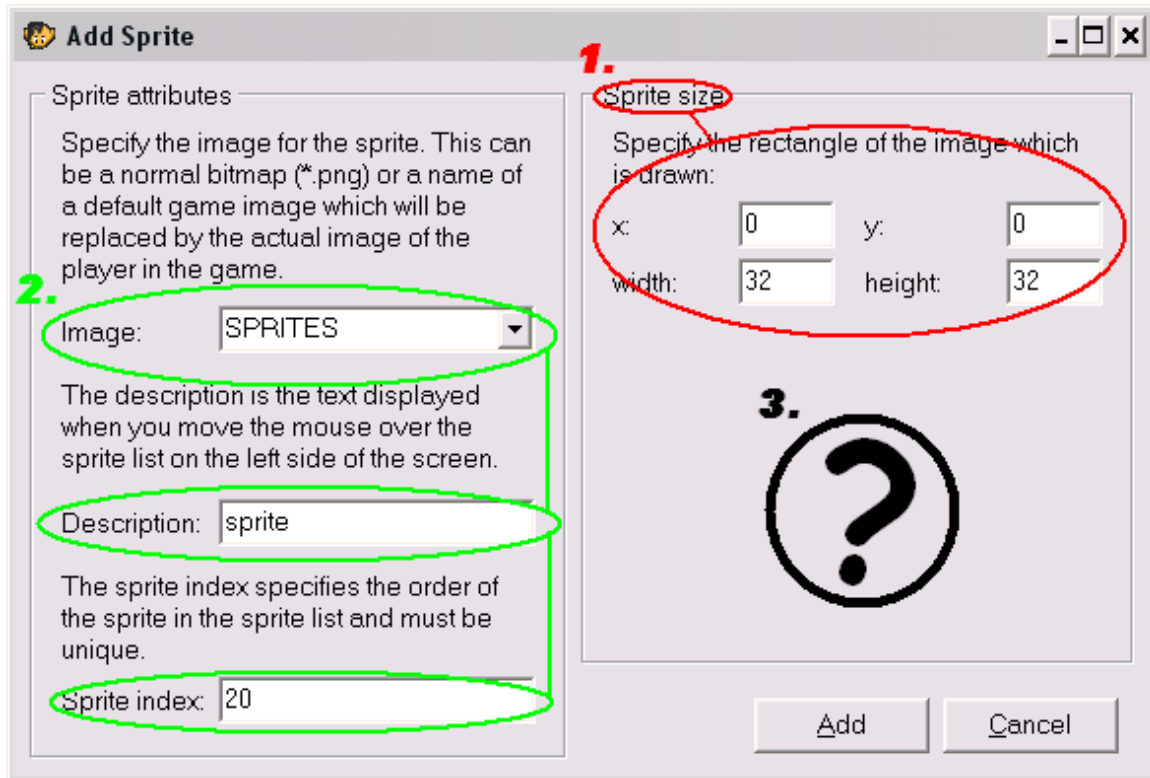 Add Sprite
1.
Sprite attributes
Specify the image for the sprite. This can
be a normal bitmap (*.png) or a name of
a default game image which will be
replaced by the actual image of the
player in the game.
2.
Image: SPRITES
The description is the text displayed
when you move the mouse over the
sprite list on the left side of the screen.
Description: sprite
The sprite index specifies the order of
the sprite in the sprite list and must be
unique.
Sprite index: 20
Sprite size
Specify the rectangle of the image which
is drawn:
x: 0 y: 0
width: 32 height: 32
3.
?
Add Cancel